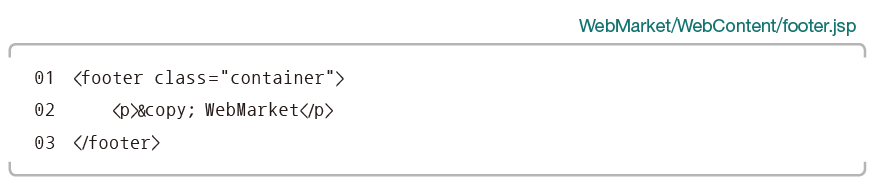 WebMarket/WebContent/footer.jsp
01 <footer class="container">
02     <p>&copy; WebMarket</p>
03 </footer>